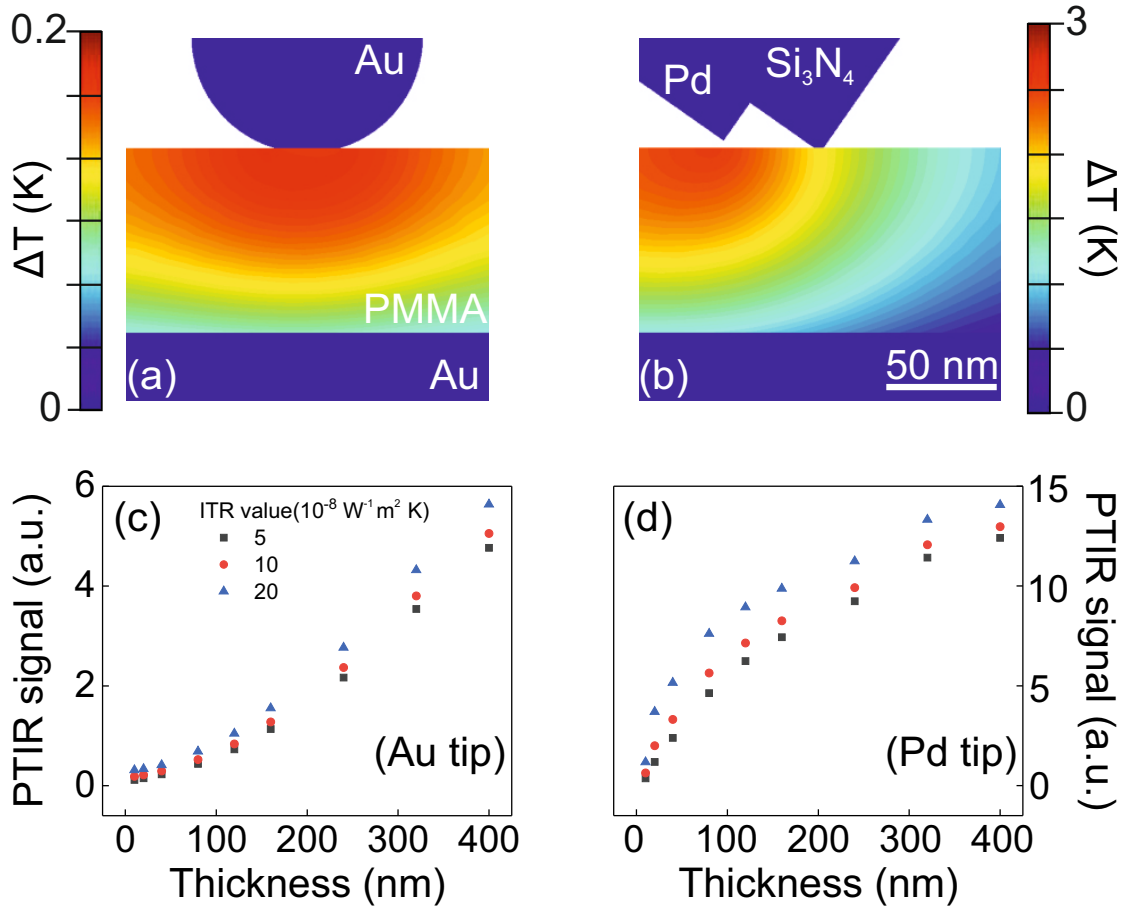 0.2
ΔT (K)
0
Au
PMMA
(a)
Au
Pd
Si₃N₄
(b)
50 nm
3
ΔT (K)
0
PTIR signal (a.u.)
6
4
2
0
(c)
ITR value(10⁻⁸ W⁻¹m² K)
5
10
20
(Au tip)
0 100 200 300 400
Thickness (nm)
(d)
(Pd tip)
15
10
5
0
PTIR signal (a.u.)
0 100 200 300 400
Thickness (nm)